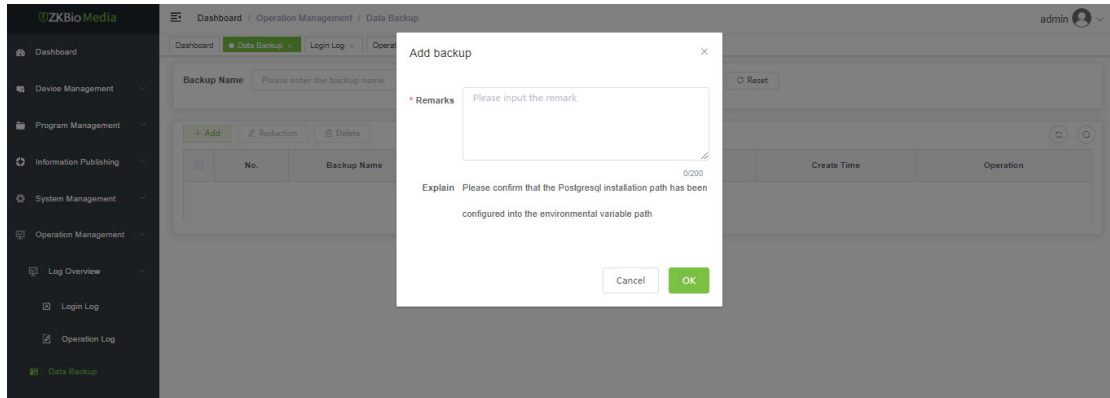 ZKBio Media
Dashboard / Operation Management / Data Backup
admin
Dashboard
Data Backup ×
Login Log ×
Operat
Dashboard
Device Management
Program Management
Information Publishing
System Management
Operation Management
Log Overview
Login Log
Operation Log
Data Backup
Backup Name
Please enter the backup name
Reset
+ Add
Reduction
Delete
No.
Backup Name
Create Time
Operation
Add backup
×
* Remarks
Please input the remark
0/200
Explain Please confirm that the Postgresql installation path has been
configured into the environmental variable path
Cancel
OK